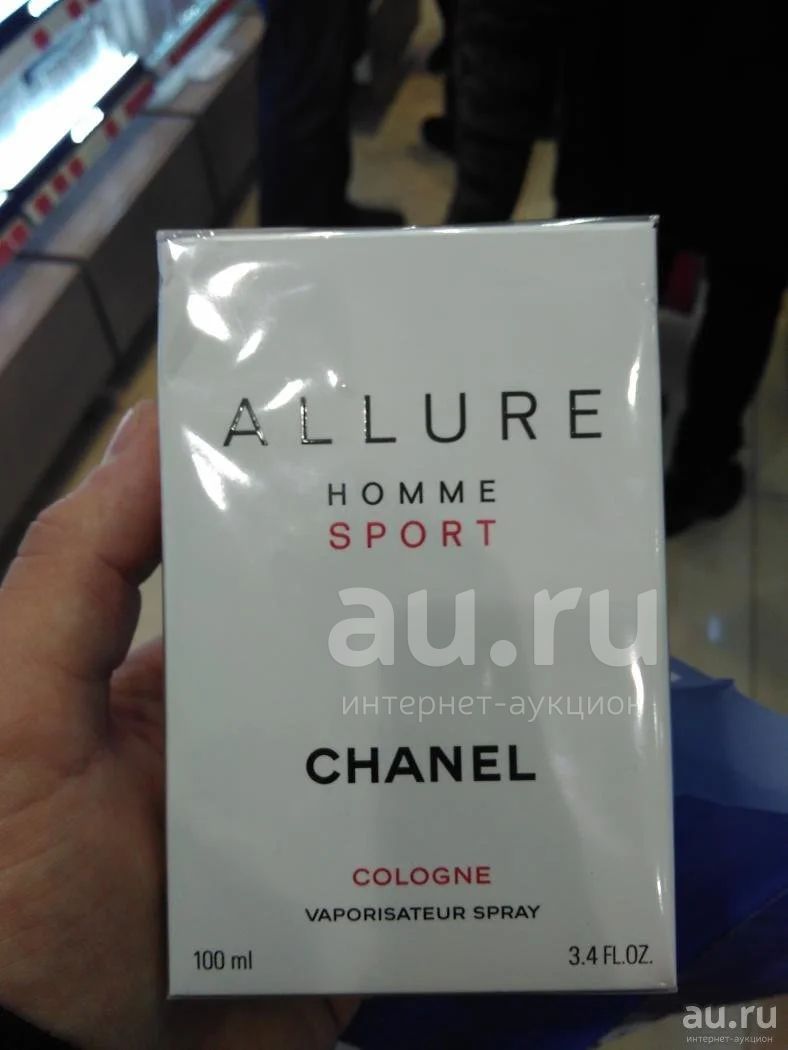 ALLURE
HOMME
SPORT
au.ru
интернет-аукцион
CHANEL
COLOGNE
VAPORISATEUR SPRAY
100 ml 3.4 FL.OZ.
au.ru
интернет-аукцион